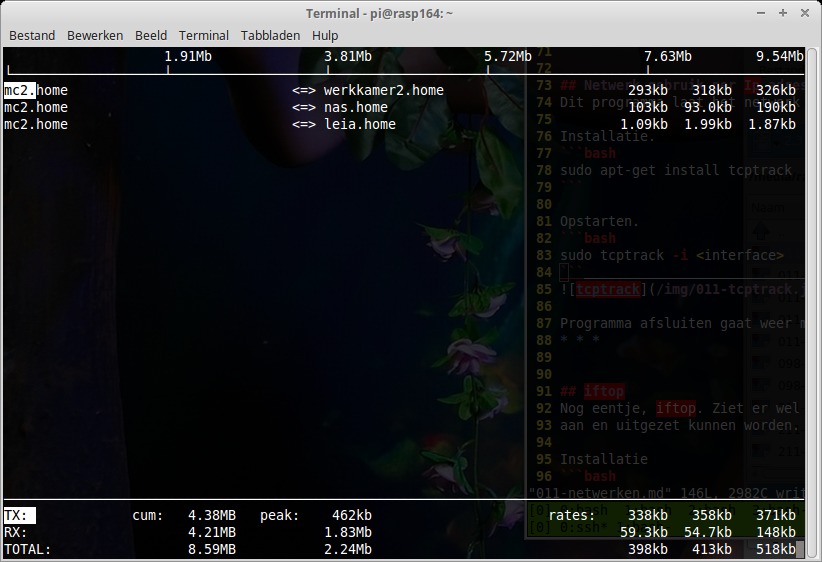 Terminal - pi@rasp164: ~
Bestand Bewerken Beeld Terminal Tabbladen Hulp
1.91Mb 3.81Mb 5.72Mb 7.63Mb 9.54Mb
mc2.home <=> werkkamer2.home 293kb 318kb 326kb
mc2.home <=> nas.home 103kb 93.0kb 190kb
mc2.home <=> leia.home 1.09kb 1.99kb 1.87kb
71
72
73 ## Netwerk
74 Dit programma laat het netwerk
75
76 Installatie.
77 ```bash
78 sudo apt-get install tcptrack
79 ```
80
81 Opstarten.
82 ```bash
83 sudo tcptrack -i <interface>
84 ```
85 ![tcptrack](/img/011-tcptrack.
86
87 Programma afsluiten gaat weer
88 * * *
89
90
91 ## iftop
92 Nog eentje, iftop. Ziet er wel
93 aan en uitgezet kunnen worden.
94
95 Installatie
96 ```bash
"011-netwerken.md" 146L, 2982C
TX: cum: 4.38MB peak: 462kb rates: 338kb 358kb 371kb
RX: 4.21MB 1.83Mb 59.3kb 54.7kb 148kb
TOTAL: 8.59MB 2.24Mb 398kb 413kb 518kb